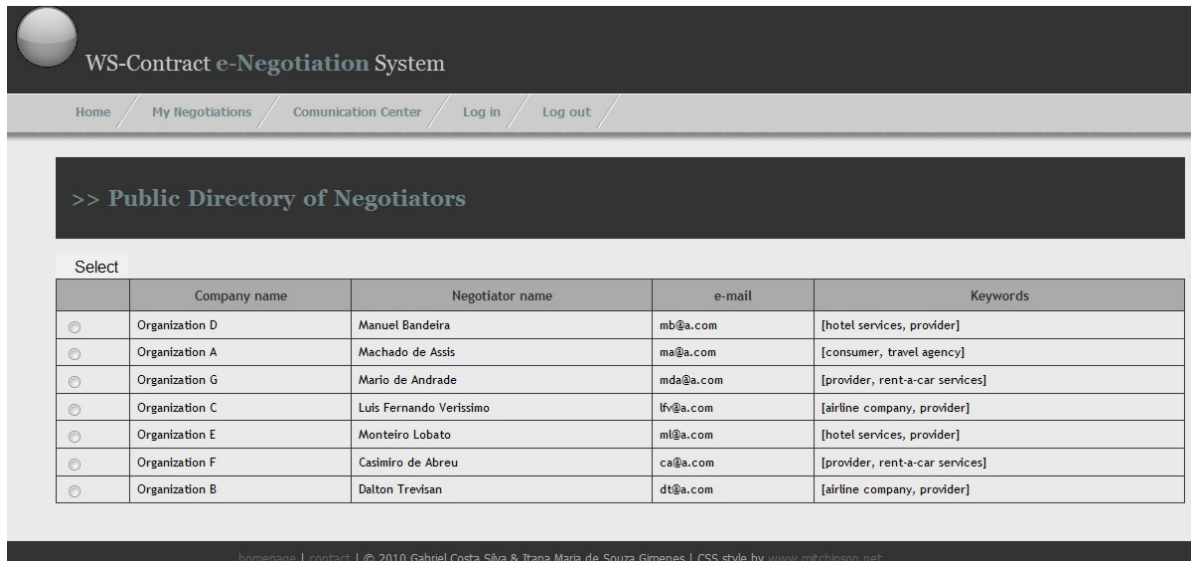 WS-Contract e-Negotiation System
Home My Negotiations Comunication Center Log in Log out
>> Public Directory of Negotiators
Select
Company name Negotiator name e-mail Keywords
Organization D Manuel Bandeira mb@a.com [hotel services, provider]
Organization A Machado de Assis ma@a.com [consumer, travel agency]
Organization G Mario de Andrade mda@a.com [provider, rent-a-car services]
Organization C Luis Fernando Verissimo lfv@a.com [airline company, provider]
Organization E Monteiro Lobato ml@a.com [hotel services, provider]
Organization F Casimiro de Abreu ca@a.com [provider, rent-a-car services]
Organization B Dalton Trevisan dt@a.com [airline company, provider]
homepage | contact | © 2010 Gabriel Costa Silva & Itana Maria de Souza Gimenes | CSS style by www.mitchinson.net